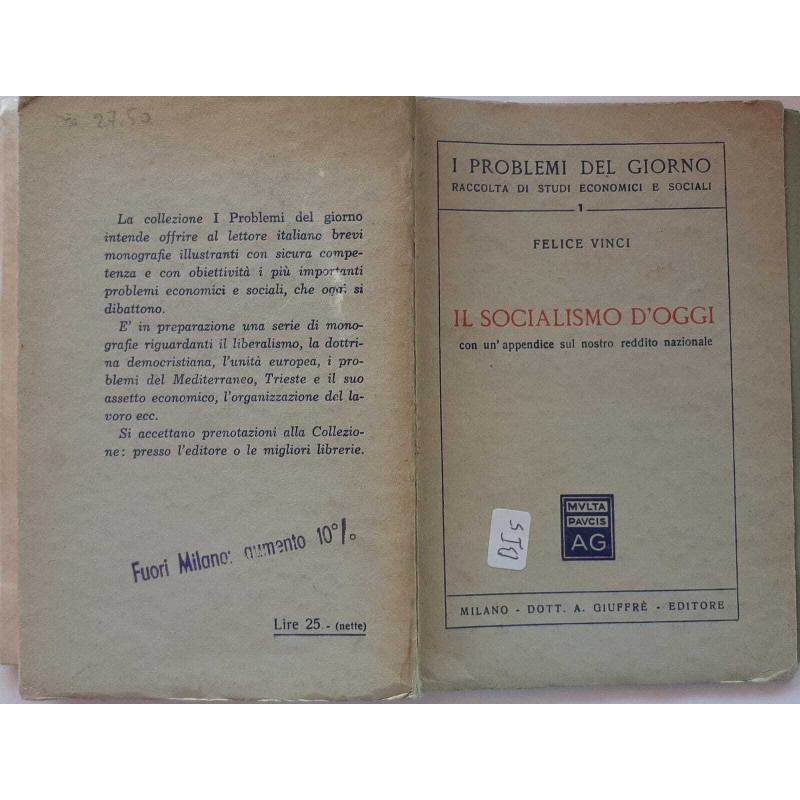 27.50
La collezione I Problemi del giorno
intende offrire al lettore italiano brevi
monografie illustranti con sicura compe-
tenza e con obiettività i più importanti
problemi economici e sociali, che oggi si
dibattono.
E' in preparazione una serie di mono-
grafie riguardanti il liberalismo, la dottri-
na democristiana, l'unità europea, i pro-
blemi del Mediterraneo, Trieste e il suo
assetto economico, l'organizzazione del la-
voro ecc.
Si accettano prenotazioni alla Collezio-
ne: presso l'editore o le migliori librerie.
Fuori Milano: aumento 10%
Lire 25.- (nette)
I PROBLEMI DEL GIORNO
RACCOLTA DI STUDI ECONOMICI E SOCIALI
1
FELICE VINCI
IL SOCIALISMO D'OGGI
con un' appendice sul nostro reddito nazionale
MVLTA
PAVCIS
AG
MILANO - DOTT. A. GIUFFRÈ - EDITORE